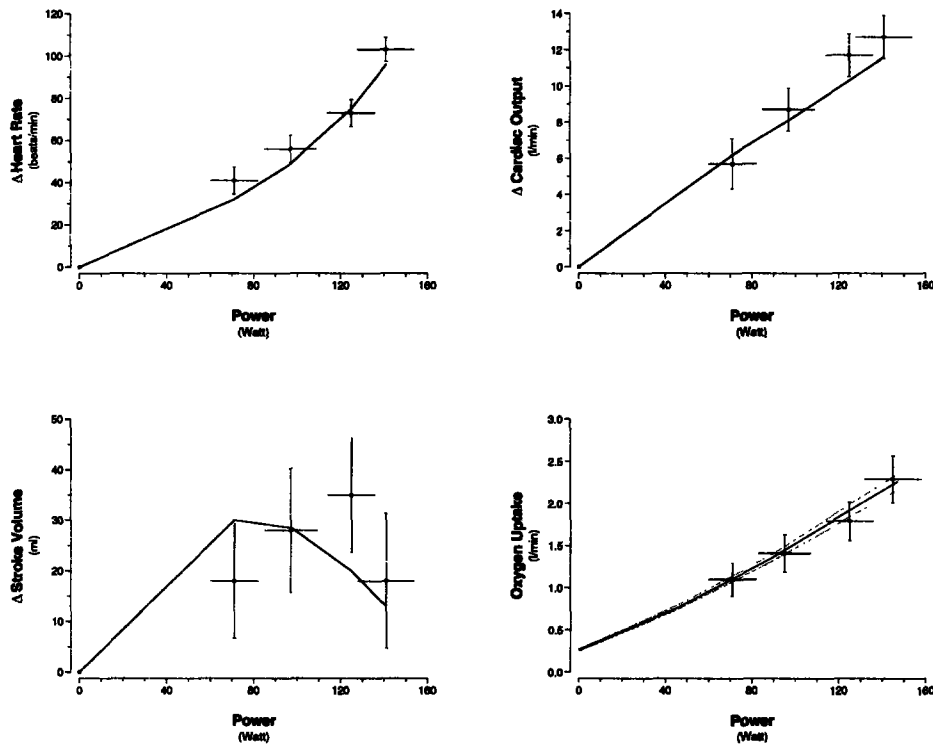 120
100
80
60
40
20
0
Δ Heart Rate
(beats/min)
0 40 80 120 160
Power
(Watt)
14
12
10
8
6
4
2
0
Δ Cardiac Output
(l/min)
0 40 80 120 160
Power
(Watt)
50
40
30
20
10
0
Δ Stroke Volume
(ml)
0 40 80 120 160
Power
(Watt)
3.0
2.5
2.0
1.5
1.0
0.5
0.0
Oxygen Uptake
(l/min)
0 40 80 120 160
Power
(Watt)